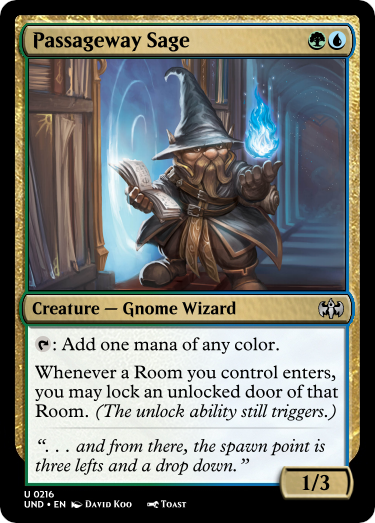 Passageway Sage
Creature — Gnome Wizard
: Add one mana of any color.
Whenever a Room you control enters,
you may lock an unlocked door of that
Room. (The unlock ability still triggers.)
“. . . and from there, the spawn point is
three lefts and a drop down.”
1/3
U 0216
UND • EN David Koo Toast